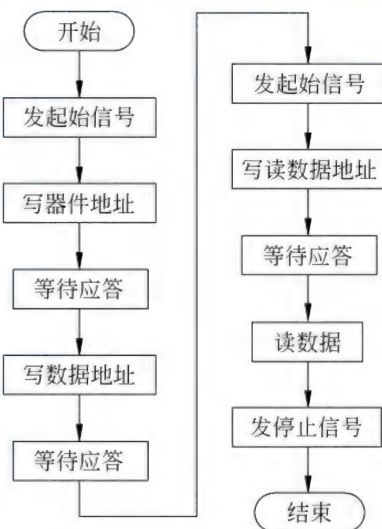 开始
发起始信号
写器件地址
等待应答
写数据地址
等待应答
发起始信号
写读数据地址
等待应答
读数据
发停止信号
结束